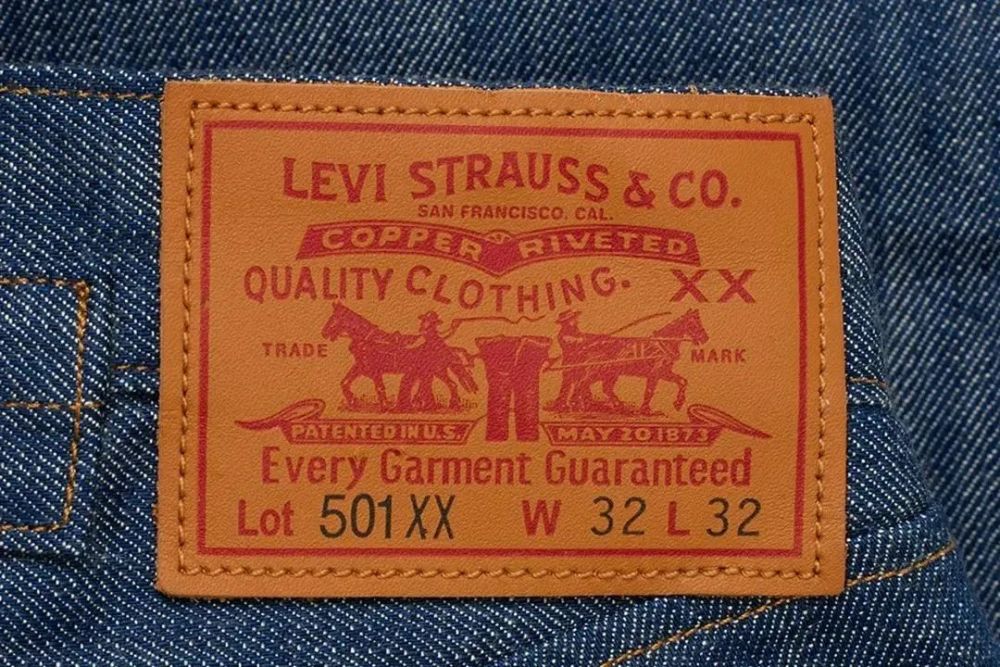 LEVI STRAUSS & CO.
SAN FRANCISCO. CAL.
COPPER RIVETED
QUALITY CLOTHING. XX
TRADE MARK
PATENTED IN U.S. MAY 20 1873
Every Garment Guaranteed
Lot 501XX W 32 L 32